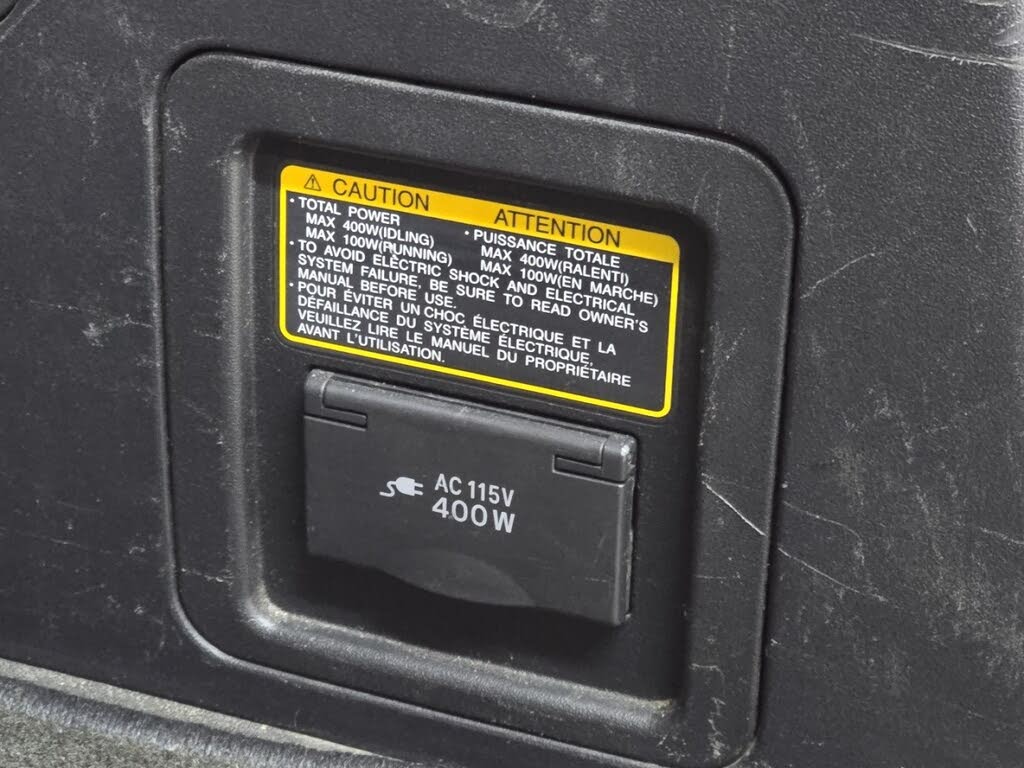 ⚠ CAUTION ATTENTION
• TOTAL POWER
MAX 400W(IDLING)
MAX 100W(RUNNING)
• PUISSANCE TOTALE
MAX 400W(RALENTI)
MAX 100W(EN MARCHE)
• TO AVOID ELECTRIC SHOCK AND ELECTRICAL
SYSTEM FAILURE, BE SURE TO READ OWNER'S
MANUAL BEFORE USE.
• POUR ÉVITER UN CHOC ÉLECTRIQUE ET LA
DÉFAILLANCE DU SYSTÈME ÉLECTRIQUE,
VEUILLEZ LIRE LE MANUEL DU PROPRIÉTAIRE
AVANT L'UTILISATION.
AC 115V
400W